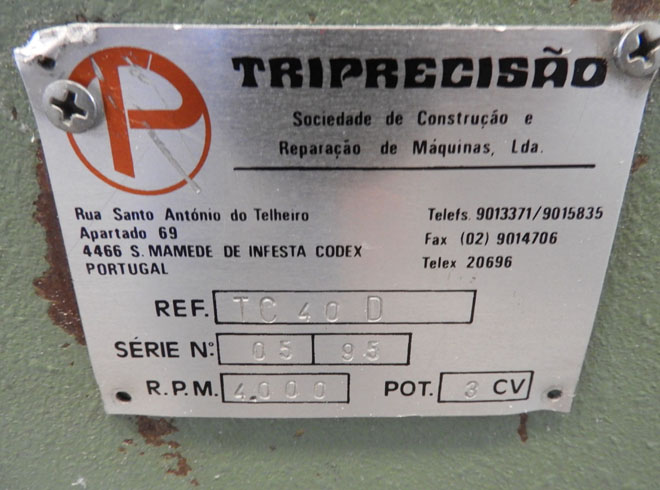 P
TRIPRECISÃO
Sociedade de Construção e
Reparação de Máquinas, Lda.
Rua Santo António do Telheiro
Apartado 69
4466 S. MAMEDE DE INFESTA CODEX
PORTUGAL
Telefs. 9013371/9015835
Fax (02) 9014706
Telex 20696
REF. TC 40 D
SÉRIE Nº: 05 95
R.P.M. 4.000 POT. 3 CV